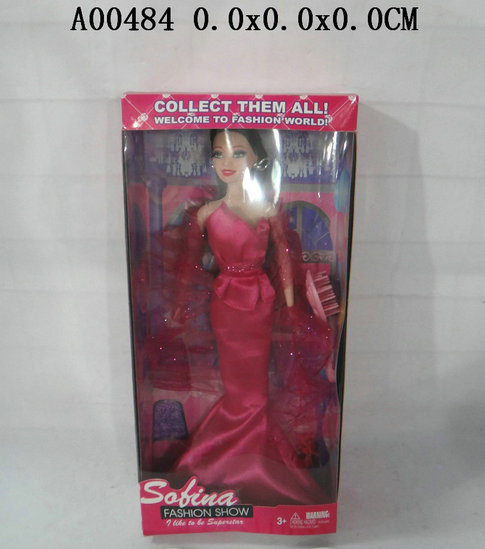 A00484 0.0x0.0x0.0CM
COLLECT THEM ALL!
WELCOME TO FASHION WORLD!
Sofina
FASHION SHOW
I like to be Superstar
3+
WARNING: